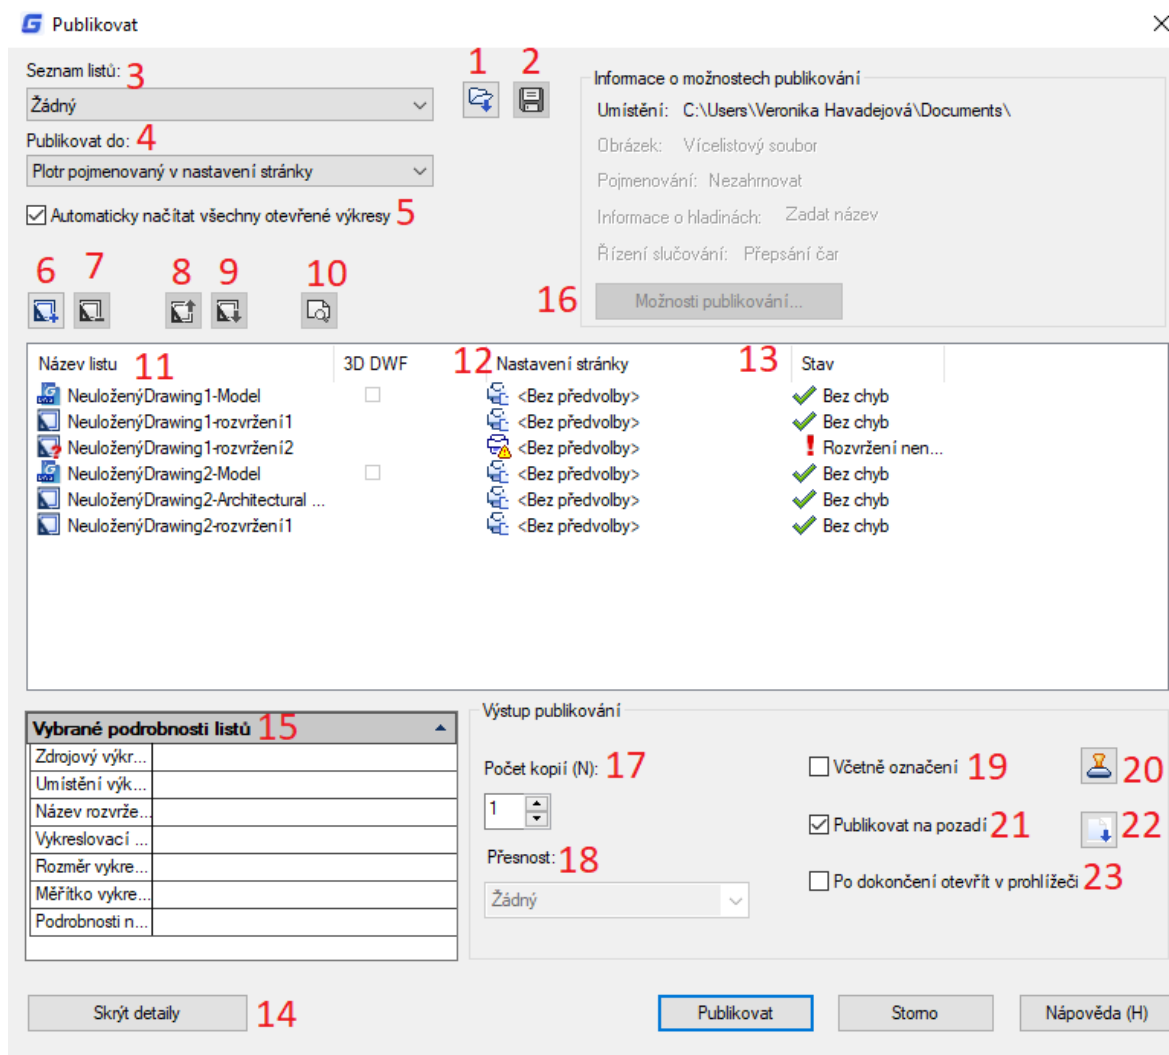 Publikovat
Seznam listů: 3
1 2
Žádný
Publikovat do: 4
Plotr pojmenovaný v nastavení stránky
Automaticky načítat všechny otevřené výkresy 5
Informace o možnostech publikování
Umístění: C:\Users\Veronika Havadejová\Documents\
Obrázek: Vícelistový soubor
Pojmenování: Nezahrnovat
Informace o hladinách: Zadat název
Řízení slučování: Přepsání čar
16 Možnosti publikování...
6 7 8 9 10
Název listu 11 3D DWF 12 Nastavení stránky 13 Stav
NeuloženýDrawing1-Model <Bez předvolby> Bez chyb
NeuloženýDrawing1-rozvržení1 <Bez předvolby> Bez chyb
NeuloženýDrawing1-rozvržení2 <Bez předvolby> Rozvržení nen...
NeuloženýDrawing2-Model <Bez předvolby> Bez chyb
NeuloženýDrawing2-Architectural ... <Bez předvolby> Bez chyb
NeuloženýDrawing2-rozvržení1 <Bez předvolby> Bez chyb
Vybrané podrobnosti listů 15
Zdrojový výkr...
Umístění výk...
Název rozvrže...
Vykreslovací ...
Rozměr vykre...
Měřítko vykre...
Podrobnosti n...
Výstup publikování
Počet kopií (N): 17
1
Přesnost: 18
Žádný
Včetně označení 19 20
Publikovat na pozadí 21 22
Po dokončení otevřít v prohlížeči 23
Skrýt detaily 14
Publikovat Storno Nápověda (H)